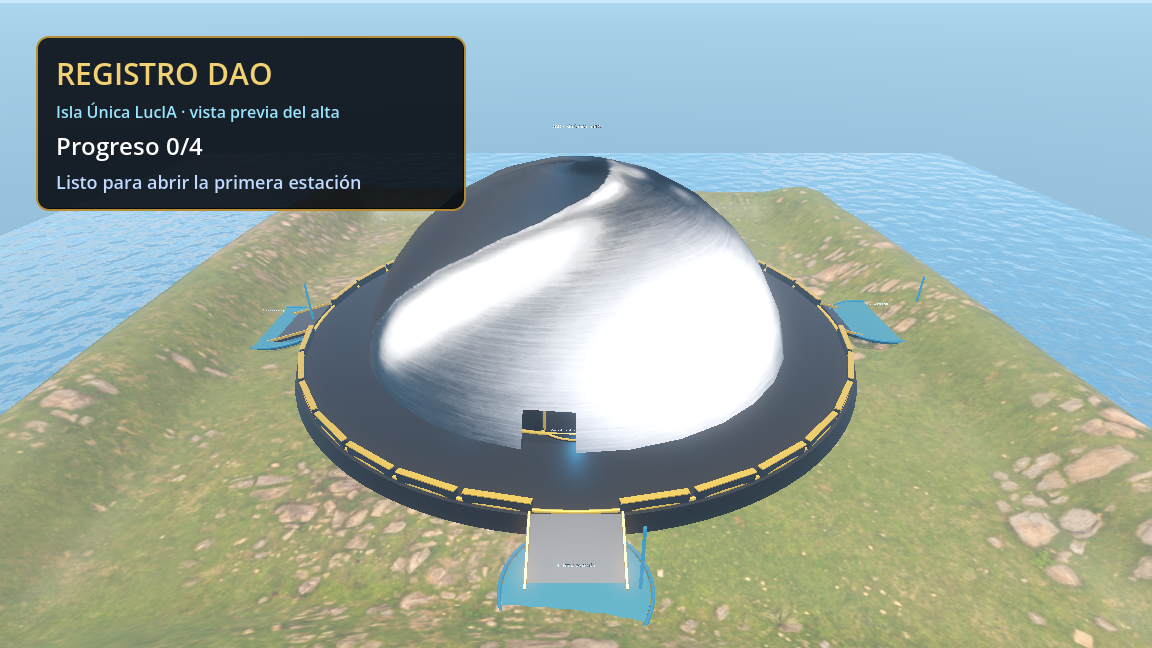 REGISTRO DAO
Isla Única LucIA · vista previa del alta
Progreso 0/4
Listo para abrir la primera estación